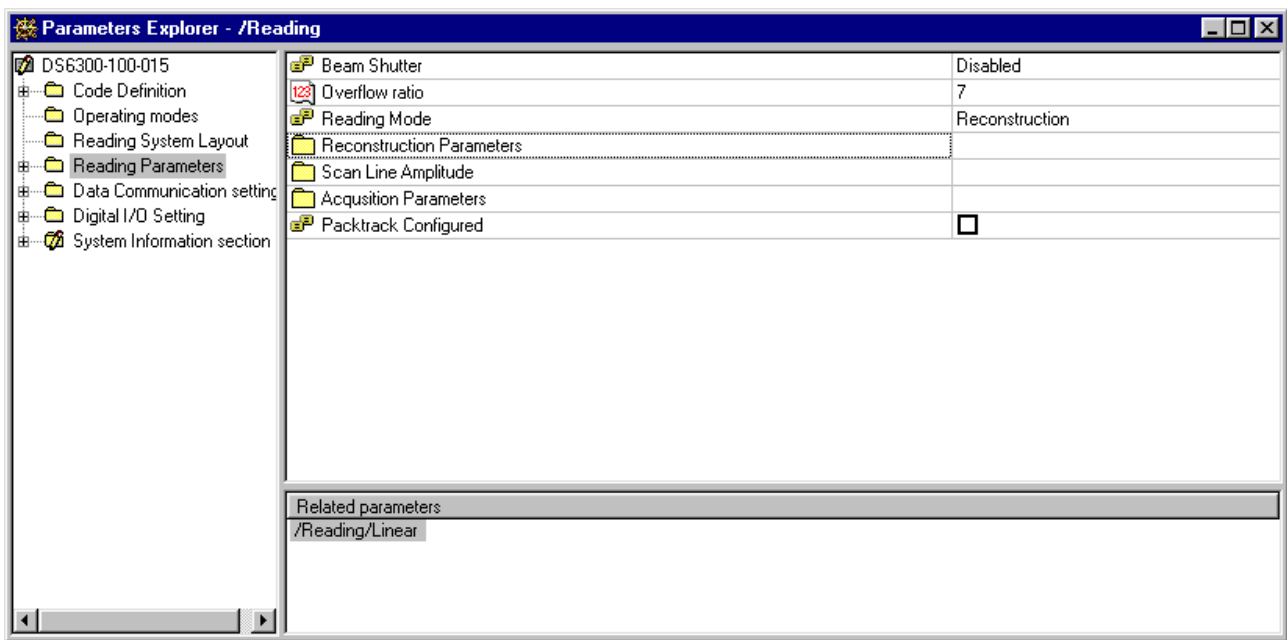 Parameters Explorer - /Reading
DS6300-100-015
Code Definition
Operating modes
Reading System Layout
Reading Parameters
Data Communication setting
Digital I/O Setting
System Information section
Beam Shutter Disabled
123 Overflow ratio 7
Reading Mode Reconstruction
Reconstruction Parameters
Scan Line Amplitude
Acqusition Parameters
Packtrack Configured
Related parameters
/Reading/Linear